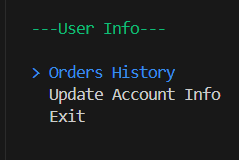 ---User Info---
> Orders History
Update Account Info
Exit